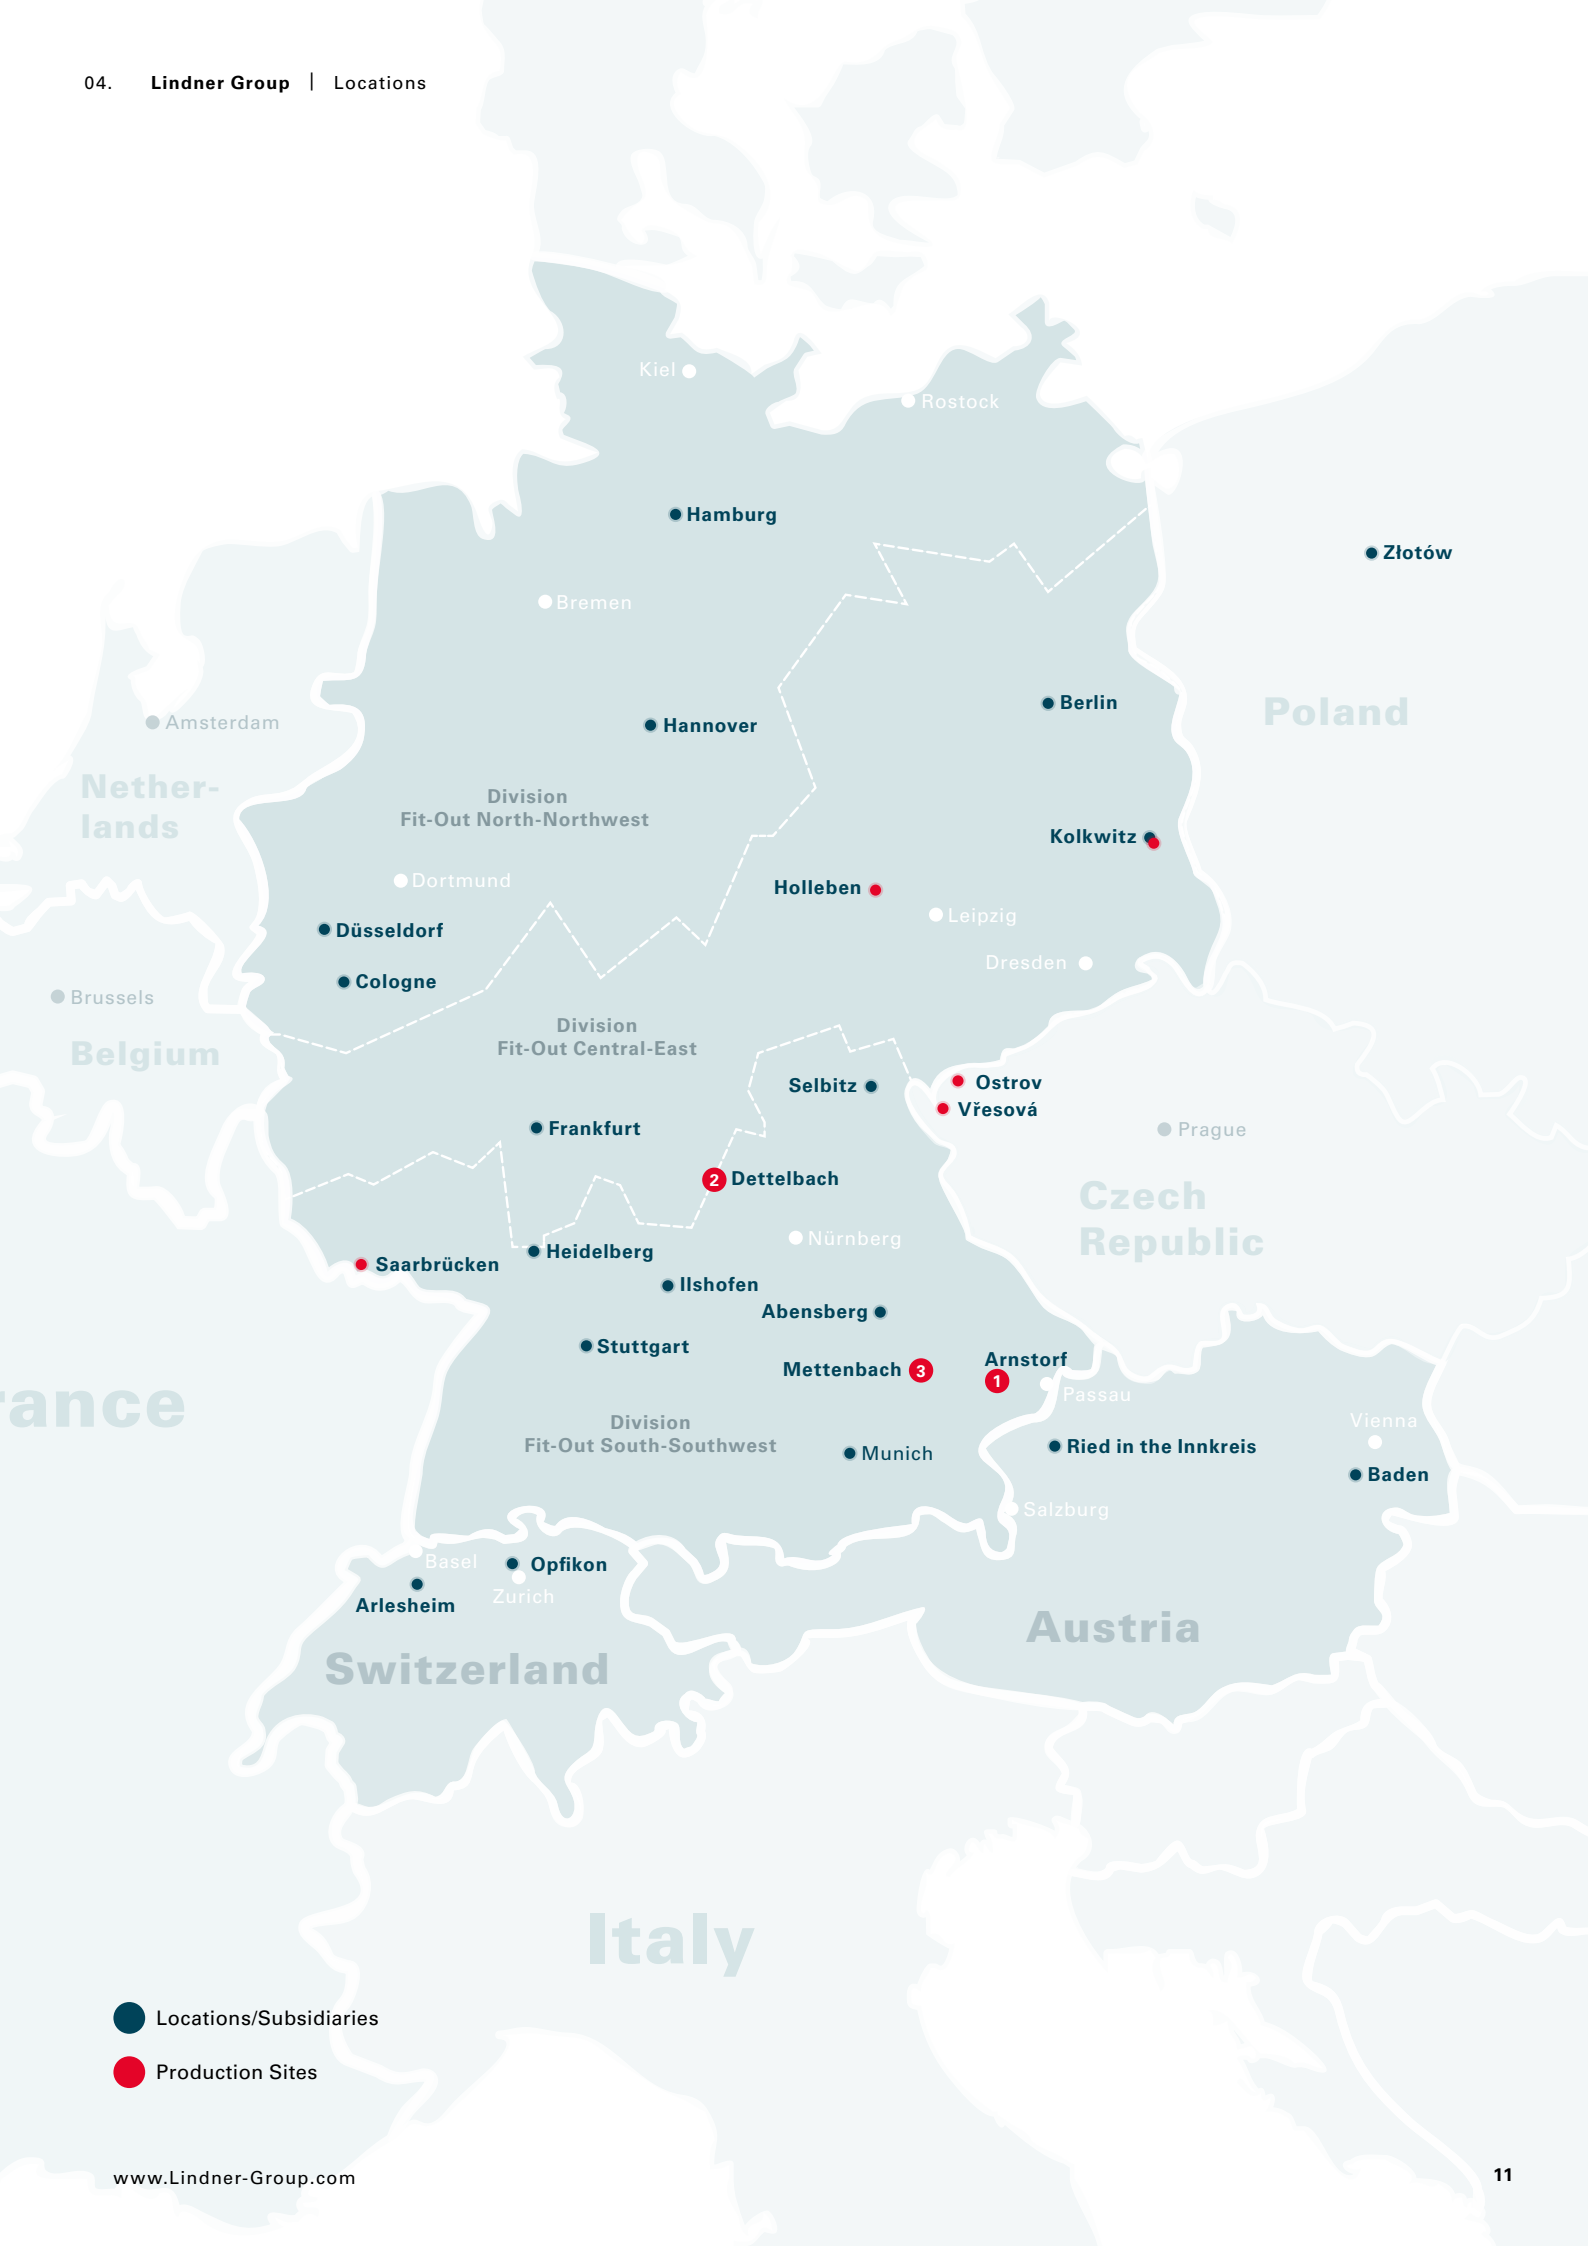 04. Lindner Group | Locations
Kiel
Rostock
Hamburg
Złotów
Bremen
Berlin
Poland
Amsterdam
Hannover
Nether-
lands
Division
Fit-Out North-Northwest
Kolkwitz
Dortmund
Holleben
Leipzig
Düsseldorf
Dresden
Cologne
Brussels
Belgium
Division
Fit-Out Central-East
Selbitz
Ostrov
Vřesová
Frankfurt
Prague
2 Dettelbach
Czech
Republic
Nürnberg
Heidelberg
Saarbrücken
Ilshofen
Abensberg
Stuttgart
Arnstorf
Mettenbach 3
1
Passau
rance
Division
Fit-Out South-Southwest
Vienna
Munich
Ried in the Innkreis
Baden
Salzburg
Basel
Opfikon
Zurich
Arlesheim
Austria
Switzerland
Italy
Locations/Subsidiaries
Production Sites
www.Lindner-Group.com
11